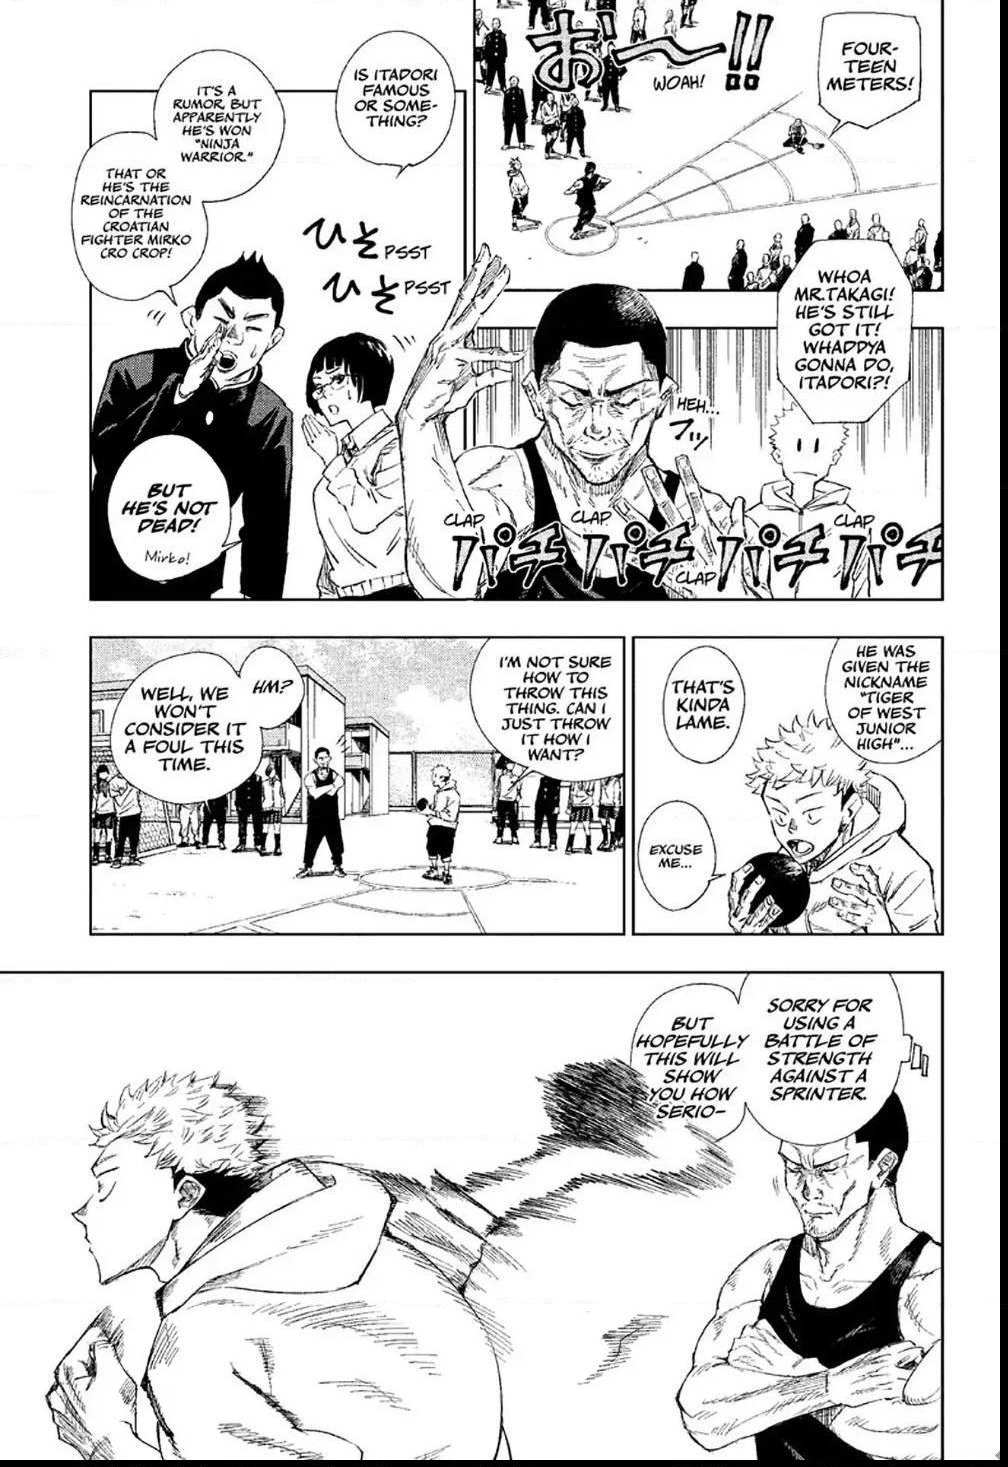 FOUR-
TEEN
METERS!
お〜!!
WOAH!
WHOA
MR.TAKAGI!
HE'S STILL
GOT IT!
WHADDYA
GONNA DO,
ITADORI?!
HEH...
フッ
CLAP
CLAP
CLAP
CLAP
パチ パチ パチ パチ
IS ITADORI
FAMOUS
OR SOME-
THING?
IT'S A
RUMOR, BUT
APPARENTLY
HE'S WON
"NINJA
WARRIOR."
THAT OR
HE'S THE
REINCARNATION
OF THE
CROATIAN
FIGHTER MIRKO
CRO CROP!
ひそ
PSST
ひそ
PSST
BUT
HE'S NOT
DEAD!
Mirko!
HE WAS
GIVEN THE
NICKNAME
"TIGER
OF WEST
JUNIOR
HIGH"...
THAT'S
KINDA
LAME.
EXCUSE
ME...
I'M NOT SURE
HOW TO
THROW THIS
THING. CAN I
JUST THROW
IT HOW I
WANT?
HM?
WELL, WE
WON'T
CONSIDER IT
A FOUL THIS
TIME.
SORRY FOR
USING A
BATTLE OF
STRENGTH
AGAINST A
SPRINTER.
BUT
HOPEFULLY
THIS WILL
SHOW
YOU HOW
SERIO-